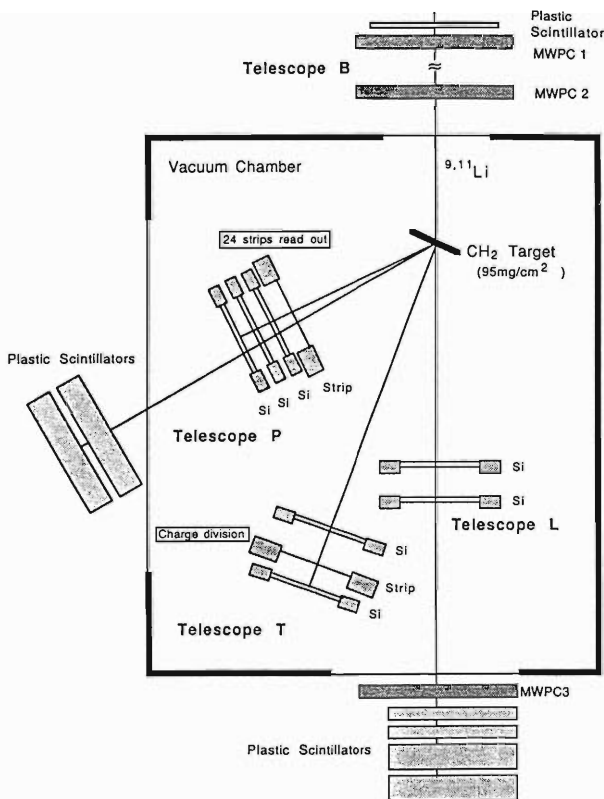 Plastic
Scintillator
MWPC 1
Telescope B
MWPC 2
Vacuum Chamber
9,11Li
24 strips read out
CH2 Target
(95mg/cm2 )
Plastic Scintillators
Si
Si
Si
Strip
Telescope P
Si
Si
Telescope L
Charge division
Si
Strip
Si
Telescope T
MWPC3
Plastic Scintillators